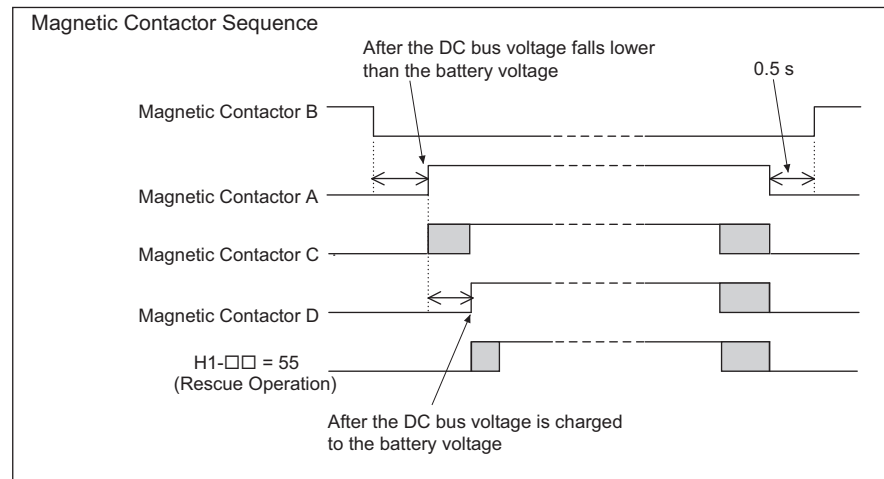 Magnetic Contactor Sequence
After the DC bus voltage falls lower
than the battery voltage
0.5 s
Magnetic Contactor B
Magnetic Contactor A
Magnetic Contactor C
Magnetic Contactor D
H1-□□ = 55
(Rescue Operation)
After the DC bus voltage is charged
to the battery voltage